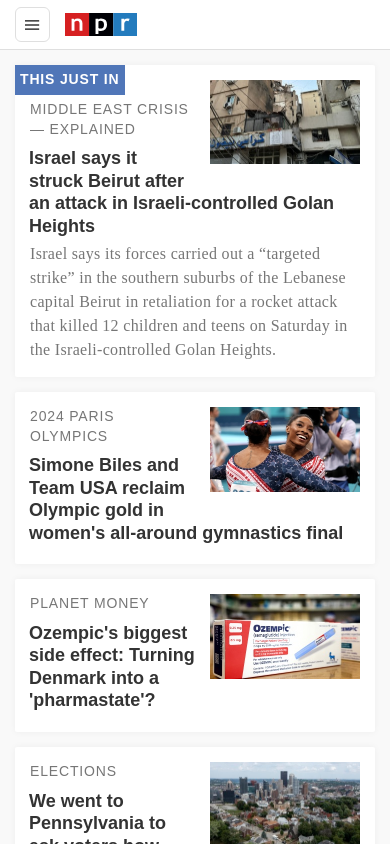 npr
THIS JUST IN
MIDDLE EAST CRISIS
— EXPLAINED
Israel says it
struck Beirut after
an attack in Israeli-controlled Golan
Heights
Israel says its forces carried out a “targeted
strike” in the southern suburbs of the Lebanese
capital Beirut in retaliation for a rocket attack
that killed 12 children and teens on Saturday in
the Israeli-controlled Golan Heights.
2024 PARIS
OLYMPICS
Simone Biles and
Team USA reclaim
Olympic gold in
women's all-around gymnastics final
PLANET MONEY
Ozempic's biggest
side effect: Turning
Denmark into a
'pharmastate'?
OZEMPIC
ELECTIONS
We went to
Pennsylvania to
ask voters how